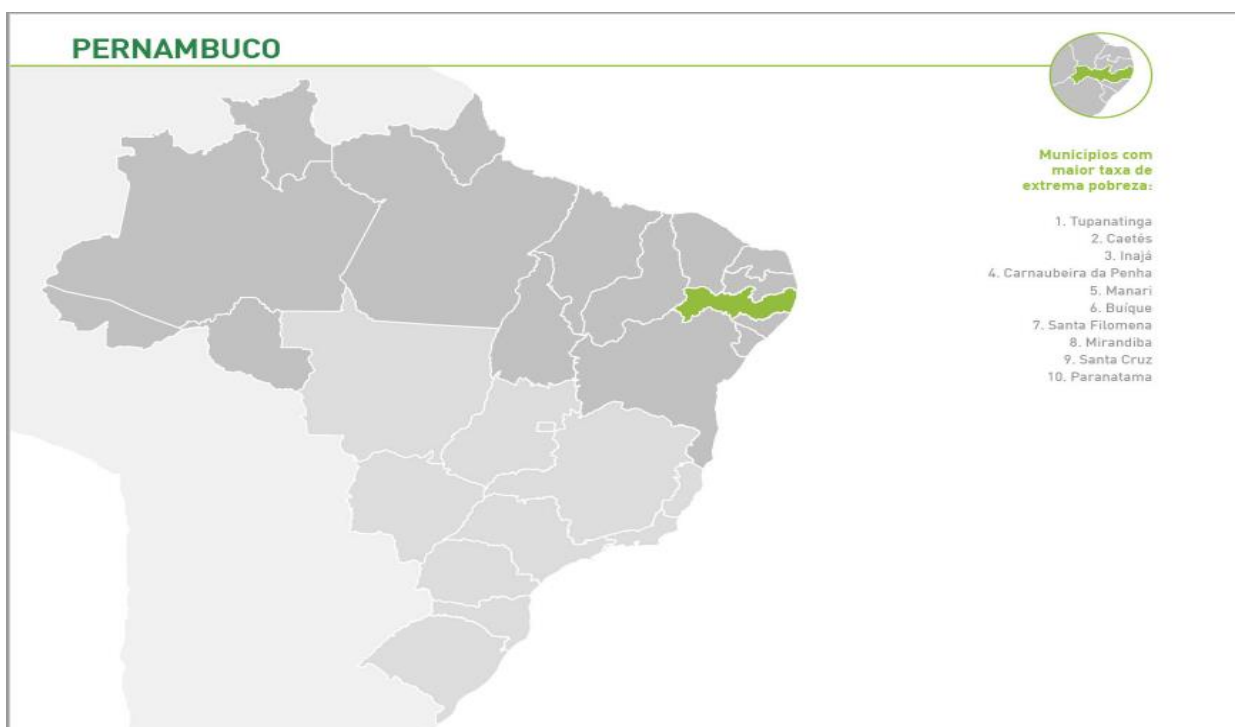 PERNAMBUCO
Municípios com
maior taxa de
extrema pobreza:
1. Tupanatinga
2. Caetés
3. Inajá
4. Carnaubeira da Penha
5. Manari
6. Buíque
7. Santa Filomena
8. Mirandiba
9. Santa Cruz
10. Paranatama